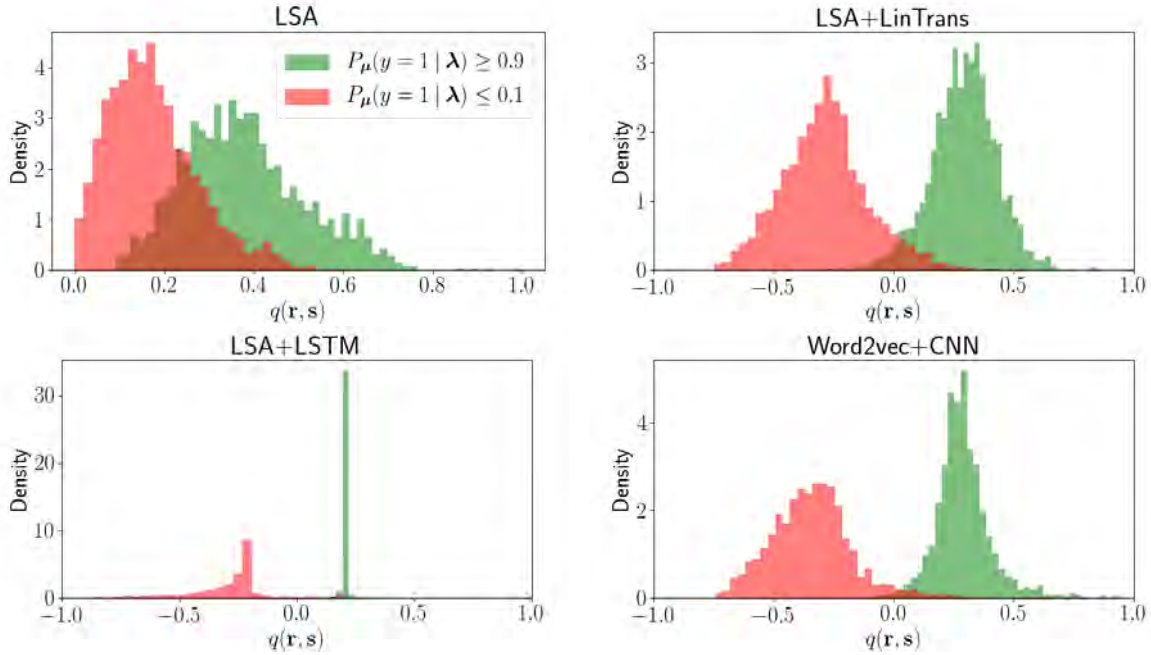 LSA
Density
4
3
2
1
0
P_μ(y = 1 | λ) ≥ 0.9
P_μ(y = 1 | λ) ≤ 0.1
0.0 0.2 0.4 0.6 0.8 1.0
q(r, s)
LSA+LinTrans
Density
3
2
1
0
−1.0 −0.5 0.0 0.5 1.0
q(r, s)
LSA+LSTM
Density
30
20
10
0
−1.0 −0.5 0.0 0.5 1.0
q(r, s)
Word2vec+CNN
Density
4
2
0
−1.0 −0.5 0.0 0.5 1.0
q(r, s)